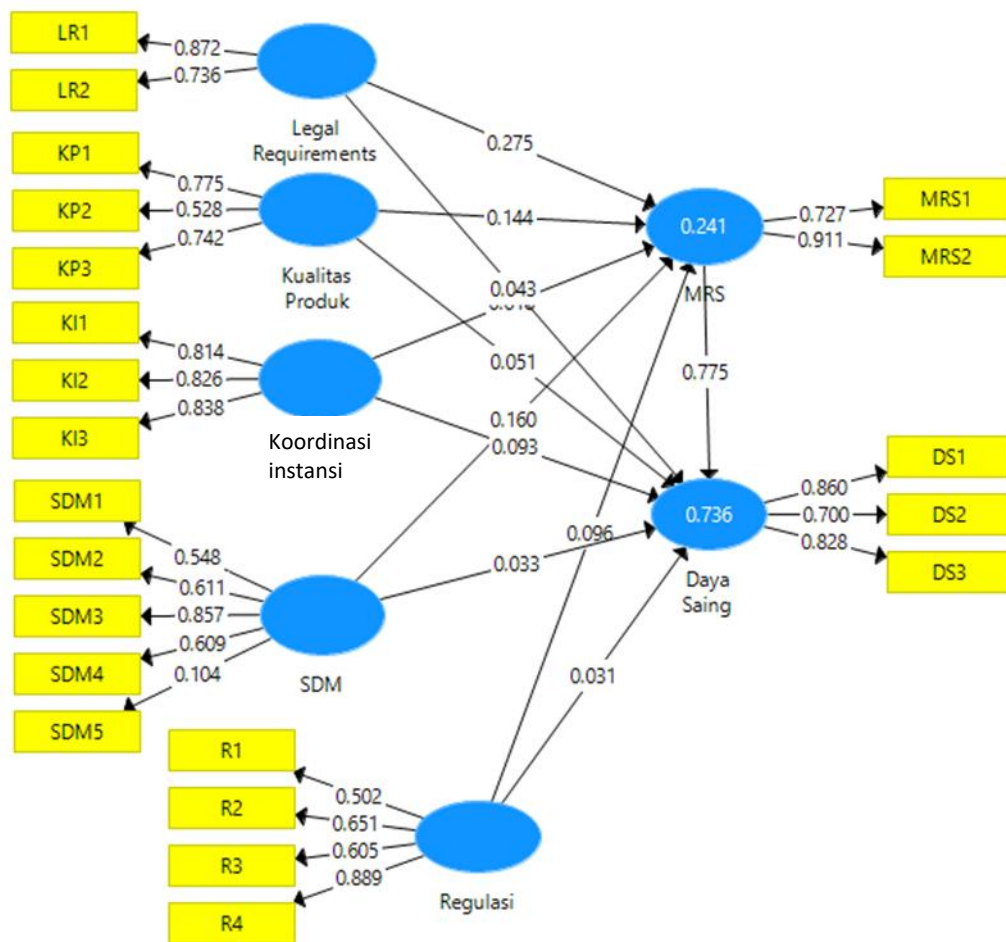 LR1
0.872
LR2
0.736
Legal
Requirements
KP1
0.775
KP2
0.528
KP3
0.742
Kualitas
Produk
KI1
0.814
KI2
0.826
KI3
0.838
Koordinasi
instansi
SDM1
0.548
SDM2
0.611
SDM3
0.857
SDM4
0.609
SDM5
0.104
SDM
R1
0.502
R2
0.651
R3
0.605
R4
0.889
Regulasi
0.275
0.144
0.043
0.051
0.160
0.093
0.033
0.096
0.031
0.775
0.241
MRS
0.736
Daya
Saing
MRS1
0.727
MRS2
0.911
DS1
0.860
DS2
0.700
DS3
0.828